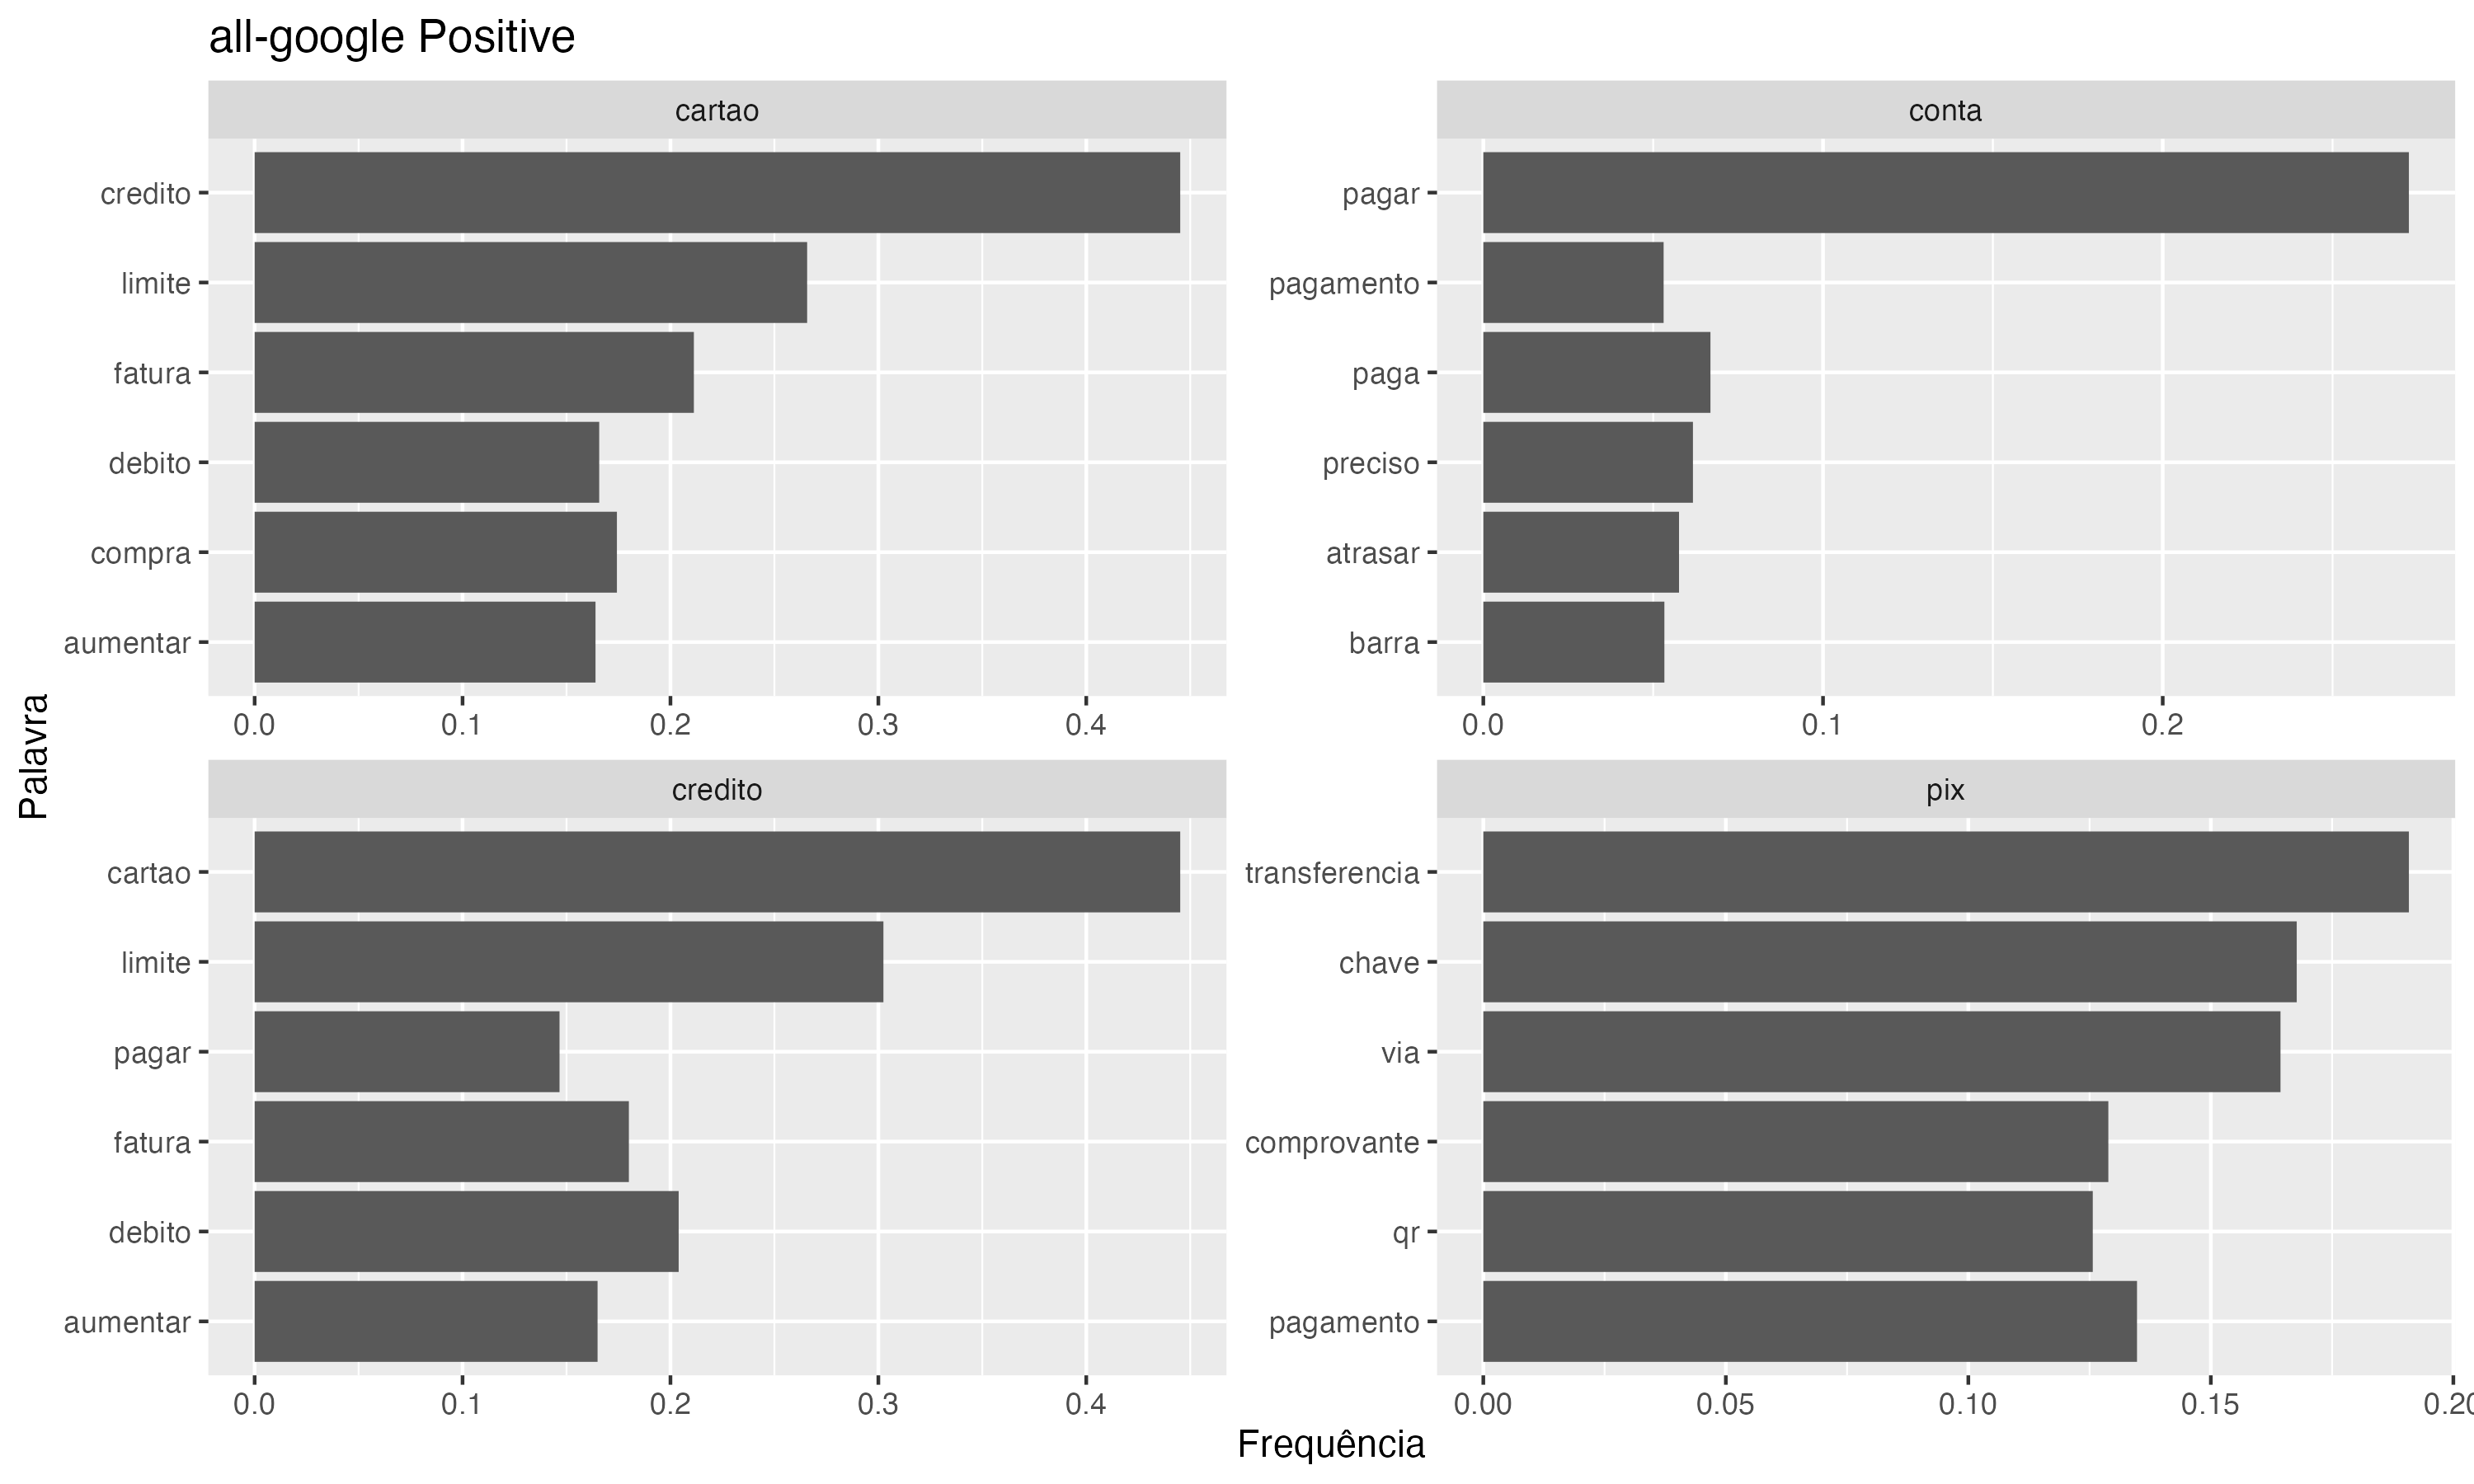 all-google Positive
cartao
credito
limite
fatura
debito
compra
aumentar
0.0 0.1 0.2 0.3 0.4
conta
pagar
pagamento
paga
preciso
atrasar
barra
0.0 0.1 0.2
credito
cartao
limite
pagar
fatura
debito
aumentar
0.0 0.1 0.2 0.3 0.4
pix
transferencia
chave
via
comprovante
qr
pagamento
0.00 0.05 0.10 0.15 0.20
Palavra
Frequência